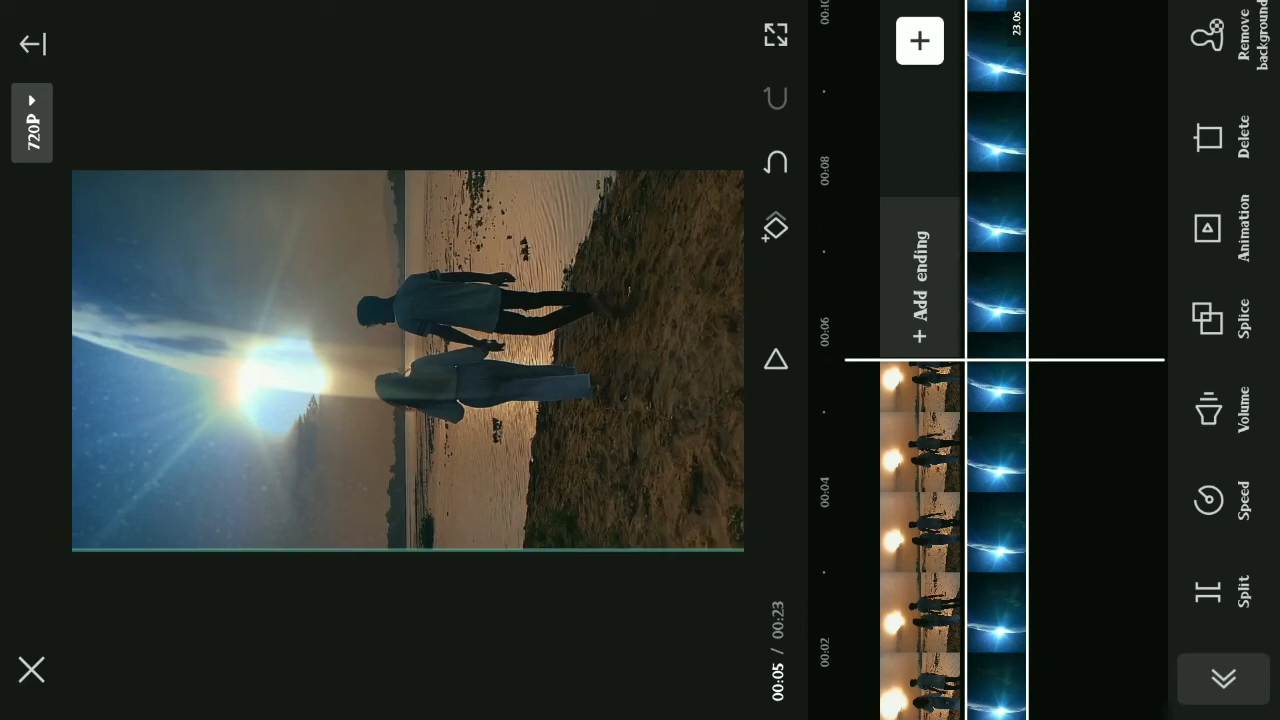 720P
00:05 / 00:23
00:02
00:04
00:06
00:08
+ Add ending
23.0s
Split
Speed
Volume
Splice
Animation
Delete
Remove
background